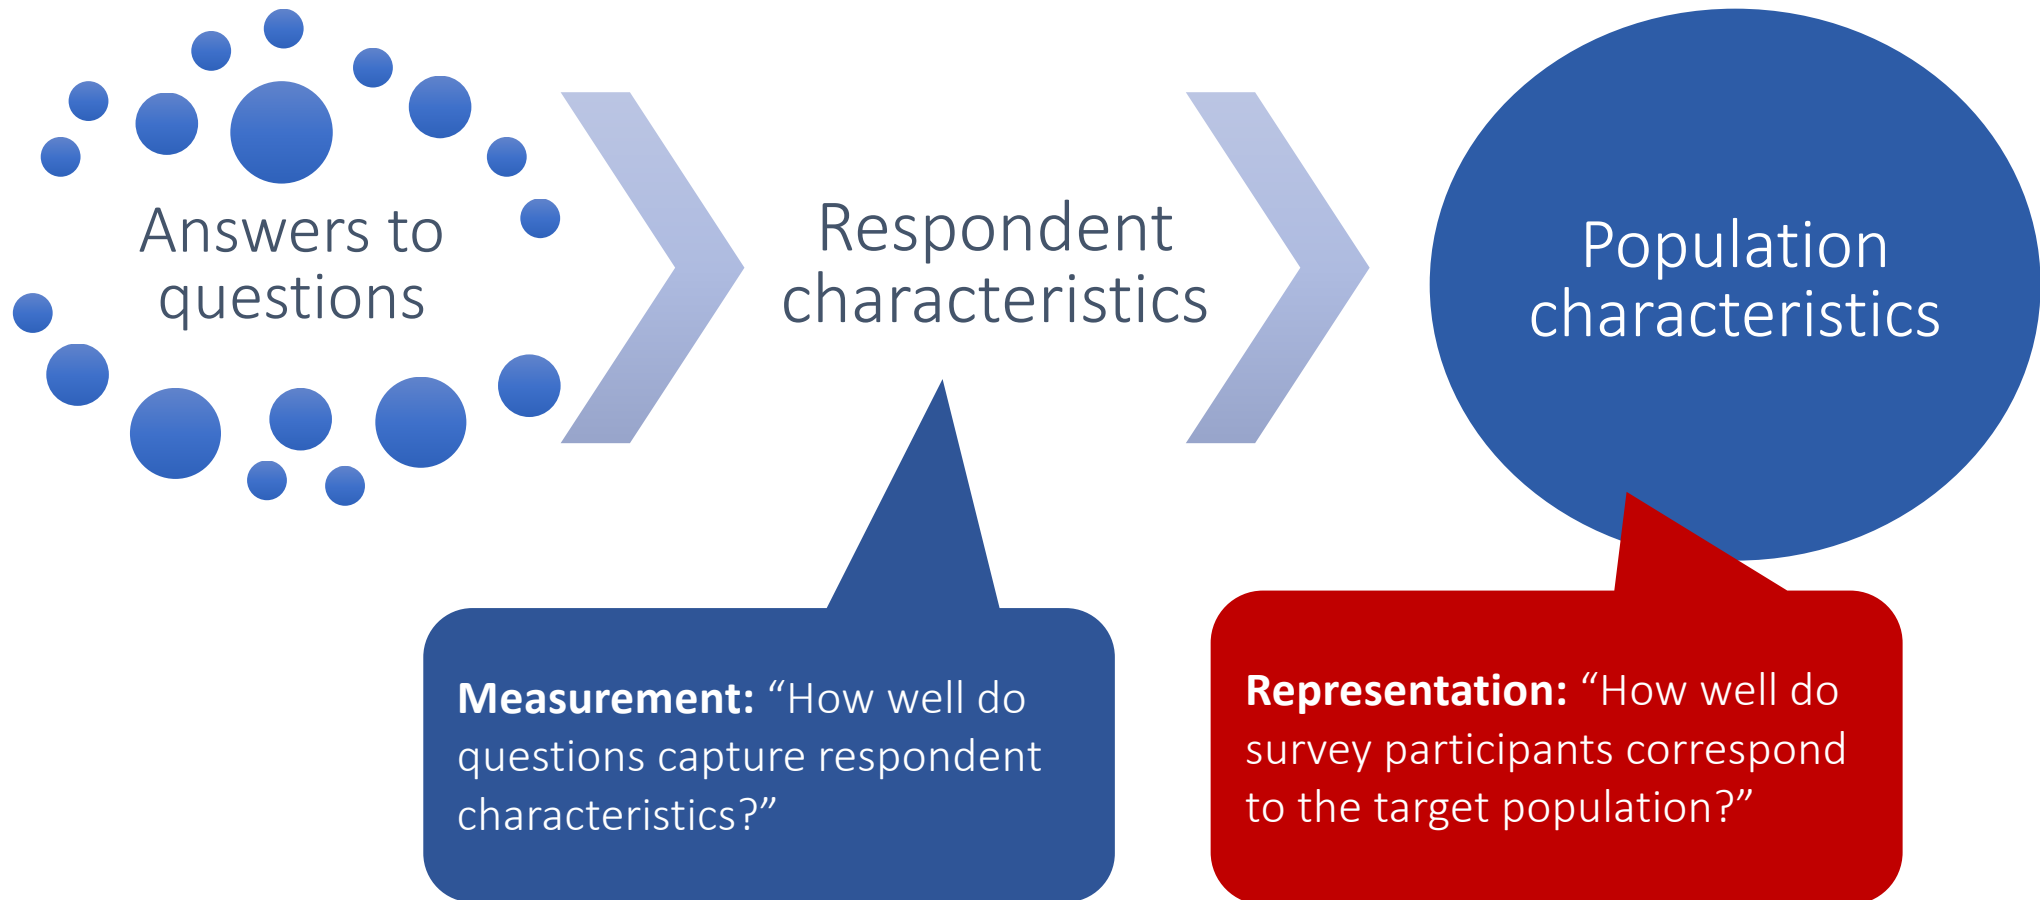 Answers to
questions
Respondent
characteristics
Population
characteristics
Measurement: “How well do
questions capture respondent
characteristics?”
Representation: “How well do
survey participants correspond
to the target population?”